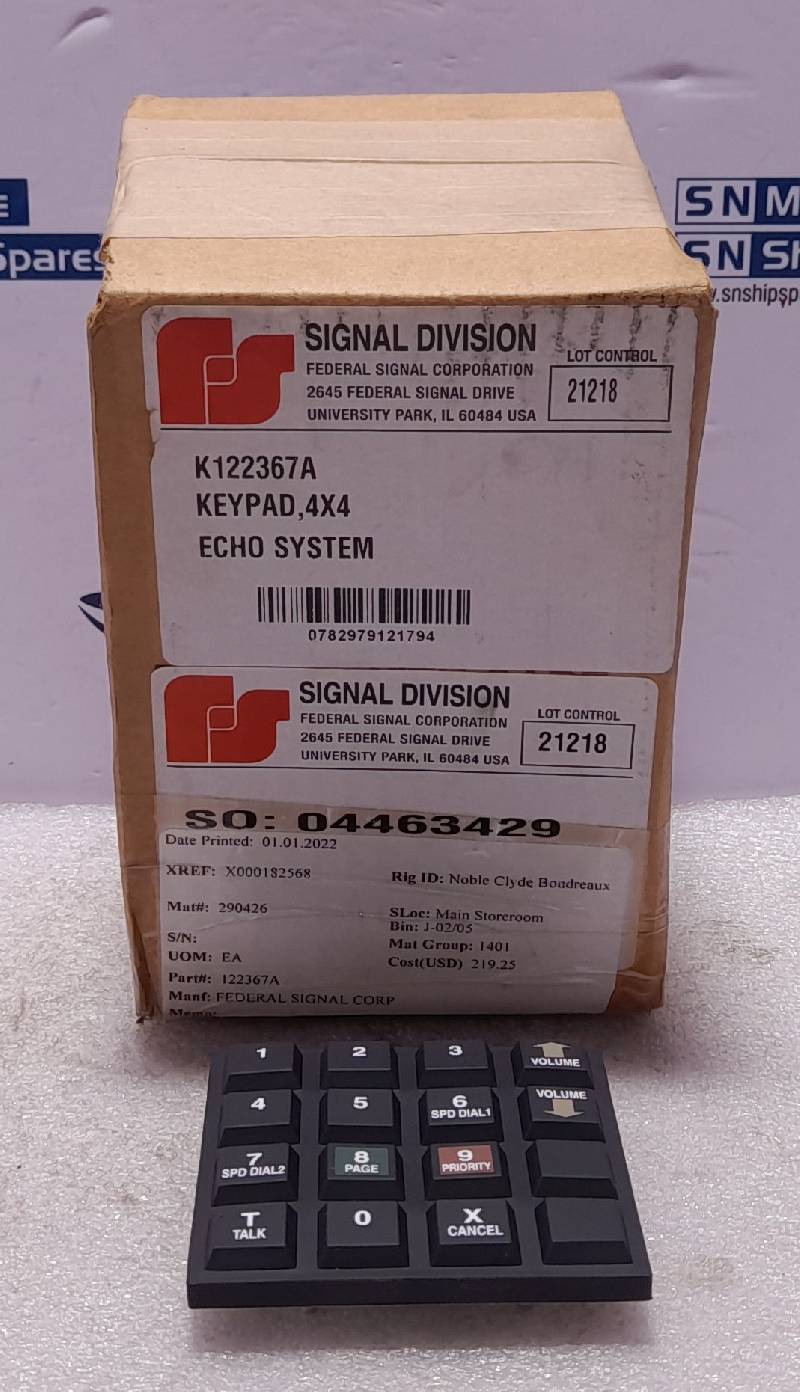 SNM
Spares
SN Sh
.snshipsp
SIGNAL DIVISION
FEDERAL SIGNAL CORPORATION
2645 FEDERAL SIGNAL DRIVE
UNIVERSITY PARK, IL 60484 USA
LOT CONTROL
21218
K122367A
KEYPAD,4X4
ECHO SYSTEM
0782979121794
SIGNAL DIVISION
FEDERAL SIGNAL CORPORATION
2645 FEDERAL SIGNAL DRIVE
UNIVERSITY PARK, IL 60484 USA
LOT CONTROL
21218
SO: 04463429
Date Printed: 01.01.2022
XREF: X000182568
Rig ID: Noble Clyde Boudreaux
Mat#: 290426
SLoc: Main Storeroom
Bin: J-02/05
S/N:
Mat Group: 1401
UOM: EA
Cost(USD) 219.25
Part#: 122367A
Manf: FEDERAL SIGNAL CORP
1
2
3
VOLUME
4
5
6
SPD DIAL1
VOLUME
7
SPD DIAL2
8
PAGE
9
PRIORITY
T
TALK
0
X
CANCEL